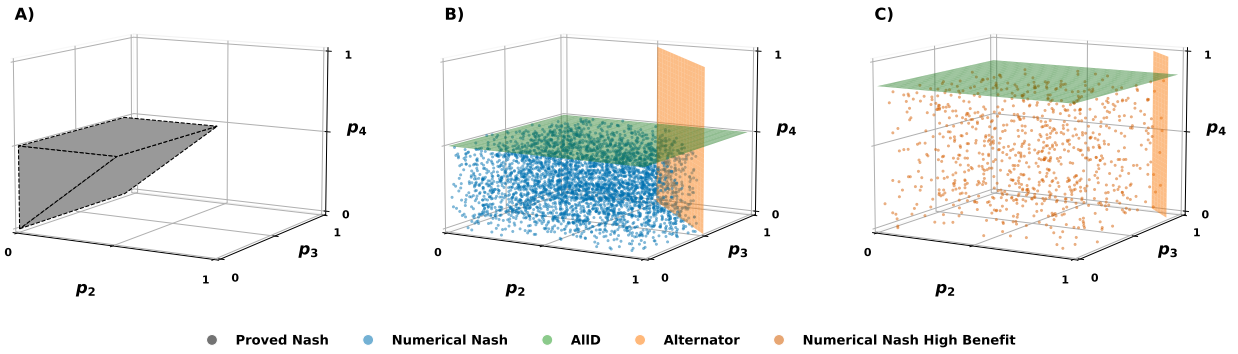 A)
B)
C)
1
p4
0
1
p3
0
1
0
p2
1
p4
0
1
p3
0
1
0
p2
1
p4
0
1
p3
0
1
0
p2
Proved Nash
Numerical Nash
AllD
Alternator
Numerical Nash High Benefit